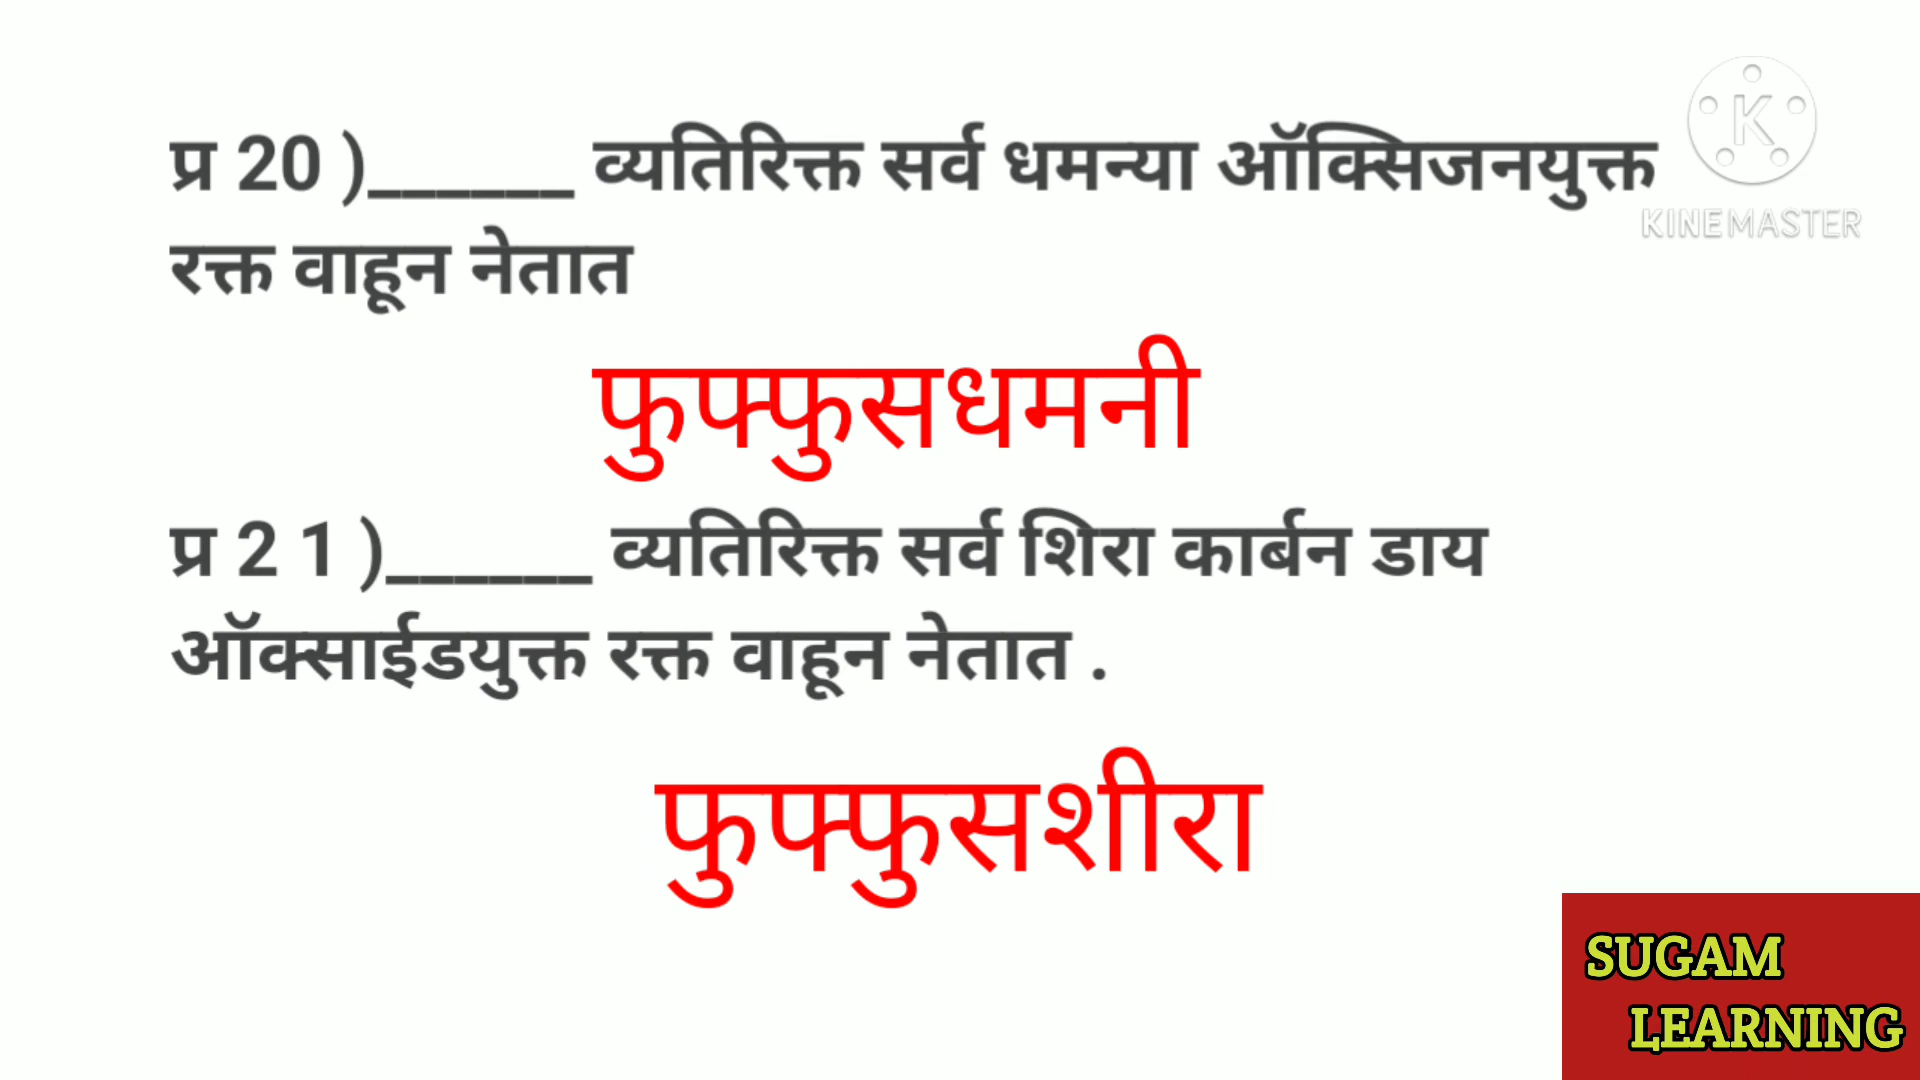 प्र 20 )______ व्यतिरिक्त सर्व धमन्या ऑक्सिजनयुक्त
रक्त वाहून नेतात
K
KINEMASTER
फुफ्फुसधमनी
प्र 2 1 )______ व्यतिरिक्त सर्व शिरा कार्बन डाय
ऑक्साईडयुक्त रक्त वाहून नेतात .
फुफ्फुसशीरा
SUGAM
LEARNING